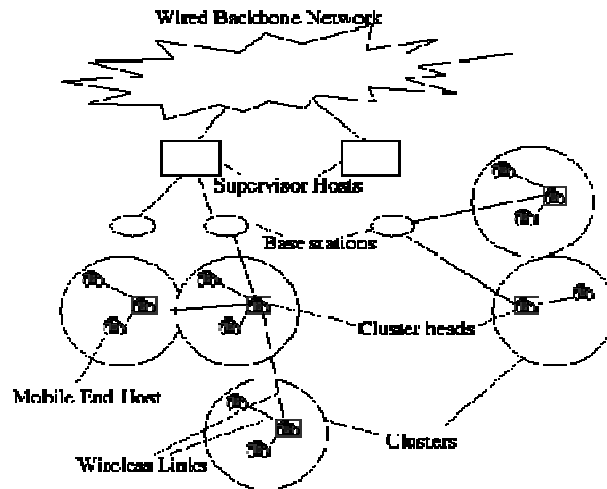 Wired Backbone Network
Supervisor Hosts
Base stations
Cluster heads
Mobile End Host
Clusters
Wireless Links